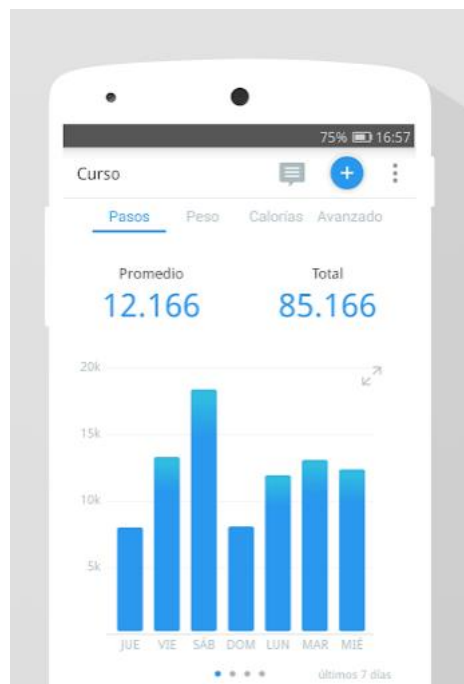 75% 16:57
Curso
Pasos Peso Calorías Avanzado
Promedio Total
12.166 85.166
20k
15k
10k
5k
JUE VIE SÁB DOM LUN MAR MIÉ
últimos 7 días